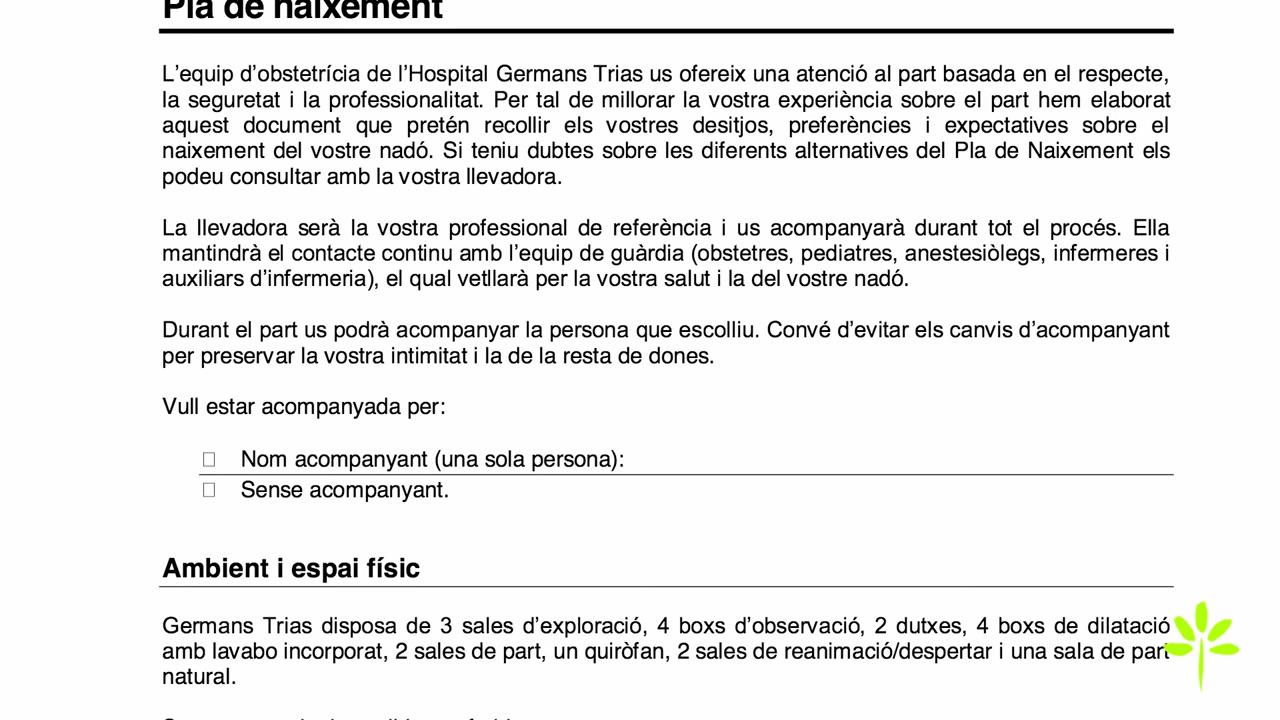 Pla de naixement
L’equip d’obstetrícia de l’Hospital Germans Trias us ofereix una atenció al part basada en el respecte,
la seguretat i la professionalitat. Per tal de millorar la vostra experiència sobre el part hem elaborat
aquest document que pretén recollir els vostres desitjos, preferències i expectatives sobre el
naixement del vostre nadó. Si teniu dubtes sobre les diferents alternatives del Pla de Naixement els
podeu consultar amb la vostra llevadora.
La llevadora serà la vostra professional de referència i us acompanyarà durant tot el procés. Ella
mantindrà el contacte continu amb l’equip de guàrdia (obstetres, pediatres, anestesiòlegs, infermeres i
auxiliars d’infermeria), el qual vetllarà per la vostra salut i la del vostre nadó.
Durant el part us podrà acompanyar la persona que escolliu. Convé d’evitar els canvis d’acompanyant
per preservar la vostra intimitat i la de la resta de dones.
Vull estar acompanyada per:
Nom acompanyant (una sola persona):
Sense acompanyant.
Ambient i espai físic
Germans Trias disposa de 3 sales d’exploració, 4 boxs d’observació, 2 dutxes, 4 boxs de dilatació
amb lavabo incorporat, 2 sales de part, un quiròfan, 2 sales de reanimació/despertar i una sala de part
natural.